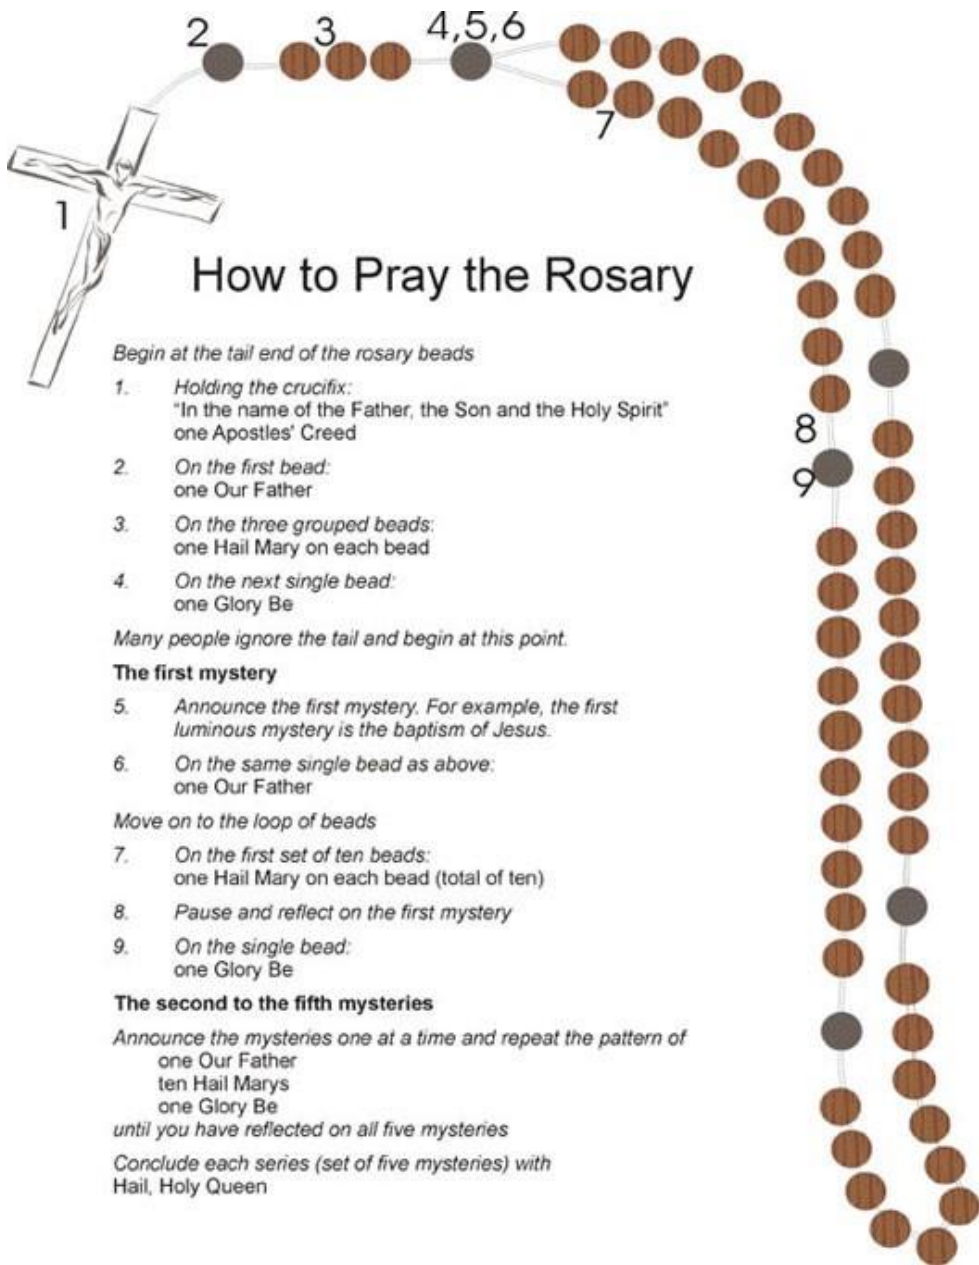 2
3
4,5,6
7
1
How to Pray the Rosary
Begin at the tail end of the rosary beads
1. Holding the crucifix:
"In the name of the Father, the Son and the Holy Spirit"
one Apostles' Creed
8
2. On the first bead:
one Our Father
9
3. On the three grouped beads:
one Hail Mary on each bead
4. On the next single bead:
one Glory Be
Many people ignore the tail and begin at this point.
The first mystery
5. Announce the first mystery. For example, the first
luminous mystery is the baptism of Jesus.
6. On the same single bead as above:
one Our Father
Move on to the loop of beads
7. On the first set of ten beads:
one Hail Mary on each bead (total of ten)
8. Pause and reflect on the first mystery
9. On the single bead:
one Glory Be
The second to the fifth mysteries
Announce the mysteries one at a time and repeat the pattern of
one Our Father
ten Hail Marys
one Glory Be
until you have reflected on all five mysteries
Conclude each series (set of five mysteries) with
Hail, Holy Queen